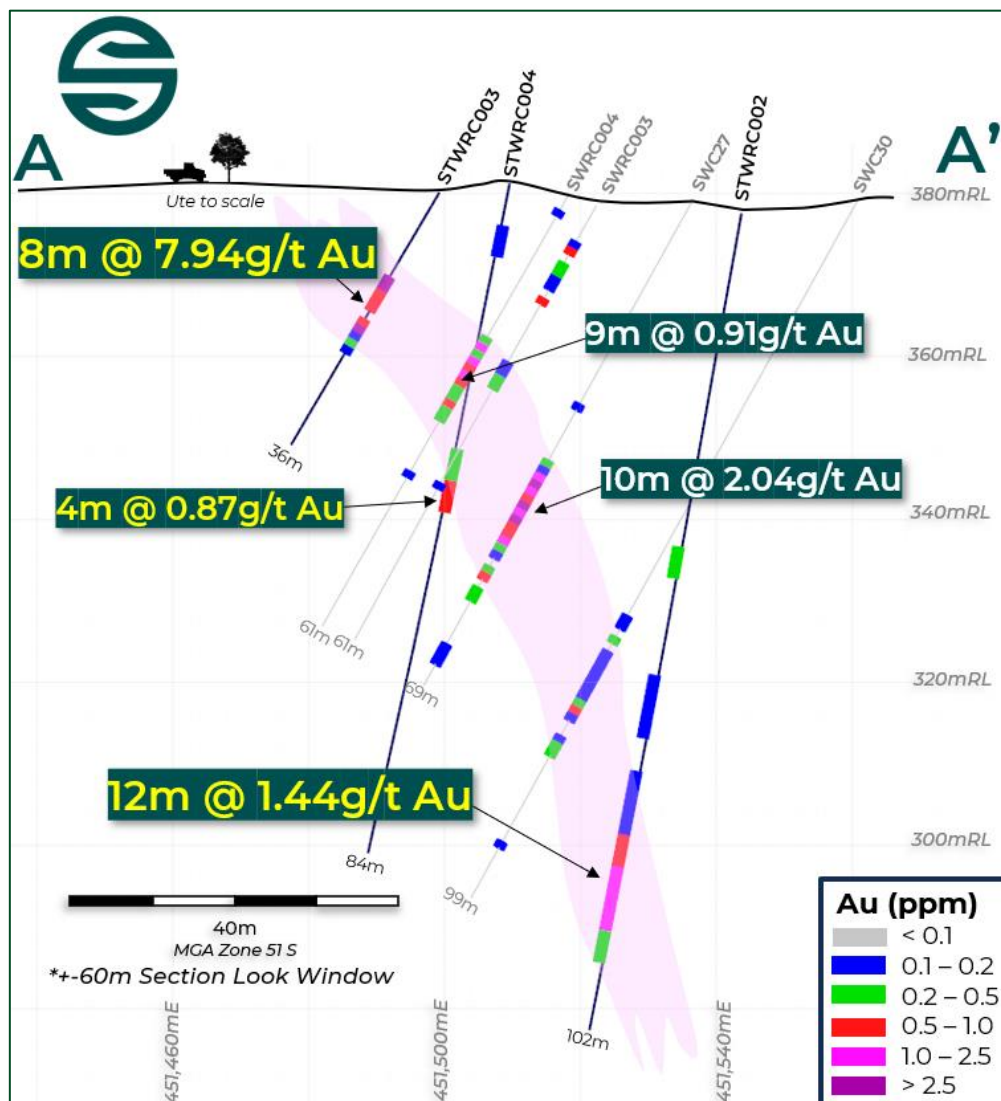 A
A'
STWRC003
STWRC004
SWRC004
SWRC003
SWC27
STWRC002
SWC30
Ute to scale
380mRL
8m @ 7.94g/t Au
9m @ 0.91g/t Au
360mRL
36m
10m @ 2.04g/t Au
4m @ 0.87g/t Au
340mRL
61m
61m
69m
320mRL
12m @ 1.44g/t Au
300mRL
84m
99m
40m
MGA Zone 51 S
*+-60m Section Look Window
102m
451,460mE
451,500mE
451,540mE
Au (ppm)
< 0.1
0.1 – 0.2
0.2 – 0.5
0.5 – 1.0
1.0 – 2.5
> 2.5